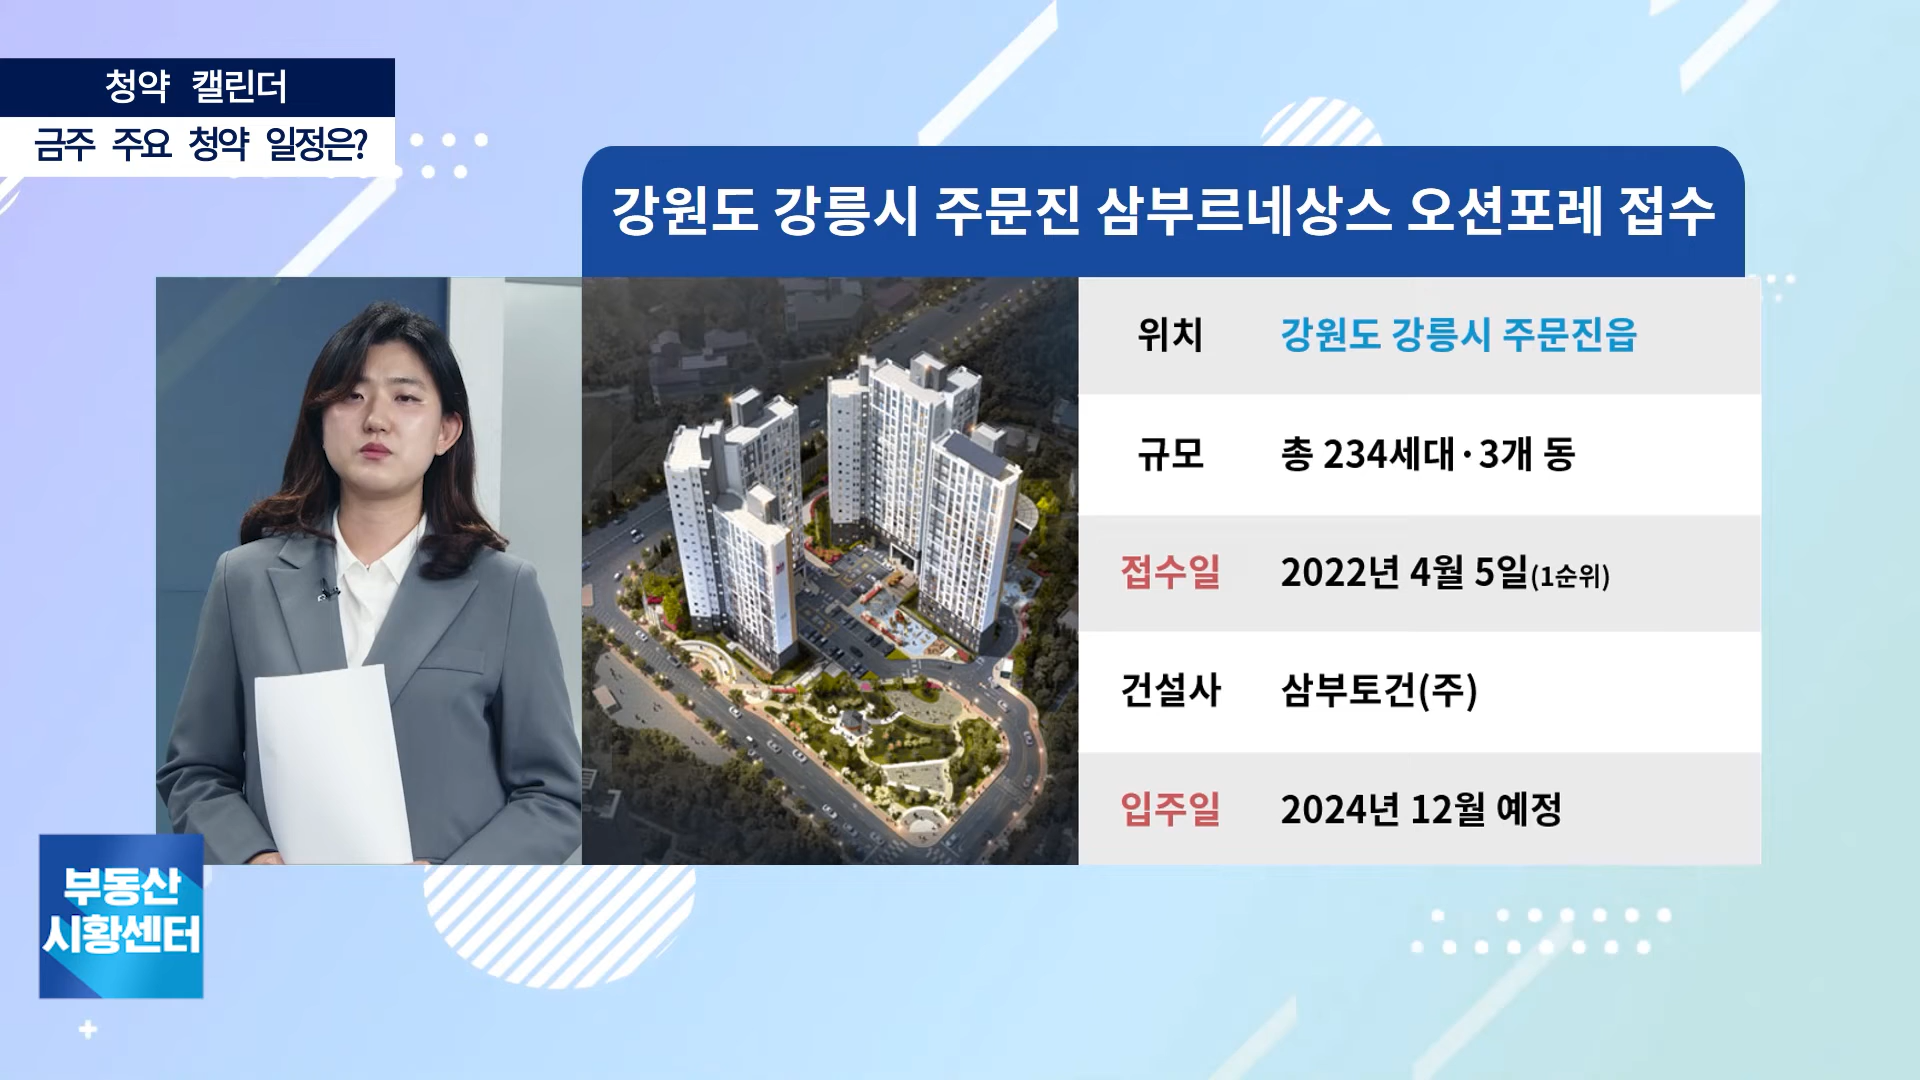 청약 캘린더
금주 주요 청약 일정은?
강원도 강릉시 주문진 삼부르네상스 오션포레 접수
위치 강원도 강릉시 주문진읍
규모 총 234세대·3개 동
접수일 2022년 4월 5일(1순위)
건설사 삼부토건(주)
입주일 2024년 12월 예정
부동산
시황센터